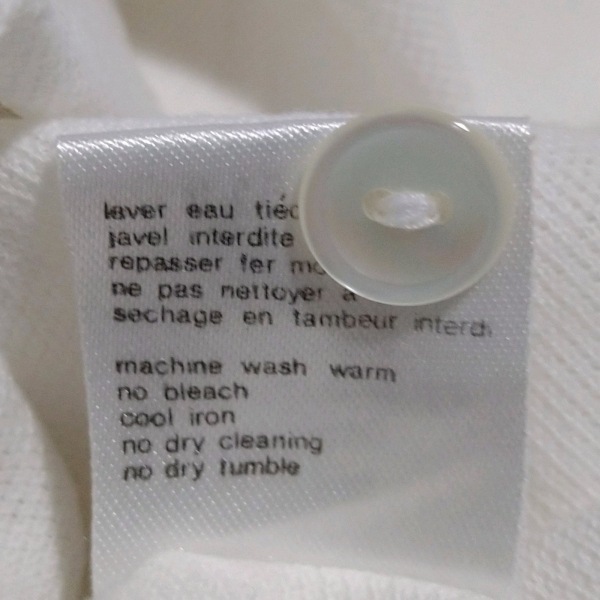 laver eau tiéd
javel interdite
repasser fer mo
ne pas nettoyer a
sechage en tambeur interdi
machine wash warm
no bleach
cool iron
no dry cleaning
no dry tumble